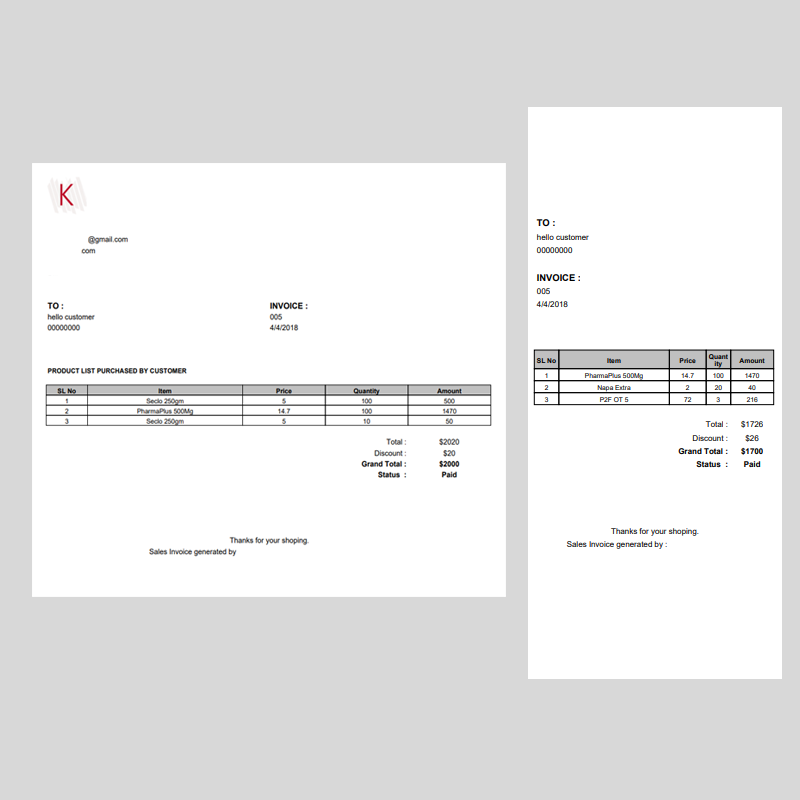 K
@gmail.com
com
TO :
INVOICE :
hello customer
005
00000000
4/4/2018
PRODUCT LIST PURCHASED BY CUSTOMER
SL No Item Price Quantity Amount
1 Seclo 250gm 5 100 500
2 PharmaPlus 500Mg 14.7 100 1470
3 Seclo 250gm 5 10 50
Total : $2020
Discount : $20
Grand Total : $2000
Status : Paid
Thanks for your shoping.
Sales Invoice generated by
TO :
hello customer
00000000
INVOICE :
005
4/4/2018
SL No Item Price Quant ity Amount
1 PharmaPlus 500Mg 14.7 100 1470
2 Napa Extra 2 20 40
3 P2F OT 5 72 3 216
Total : $1726
Discount : $26
Grand Total : $1700
Status : Paid
Thanks for your shoping.
Sales Invoice generated by :